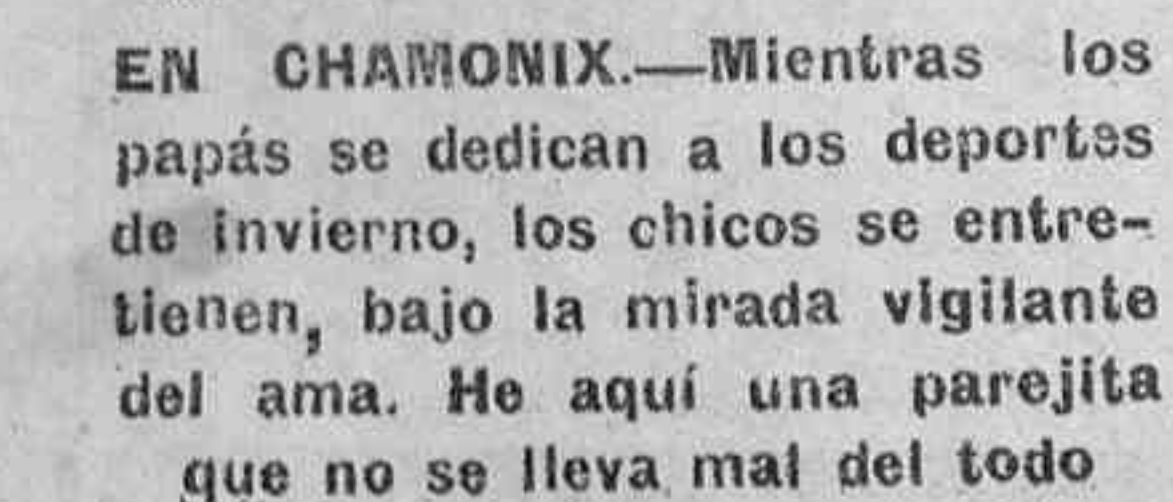 EN CHAMONIX.—Mientras los
papás se dedican a los deportes
de invierno, los chicos se entre-
tienen, bajo la mirada vigilante
del ama. He aquí una parejita
que no se lleva mal del todo